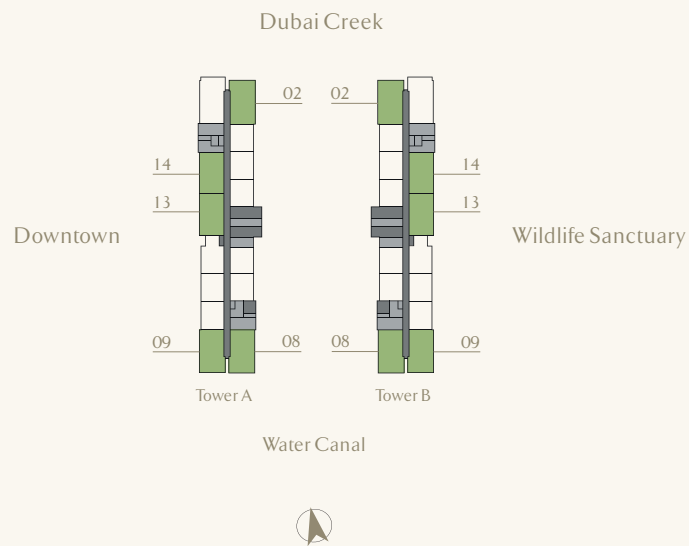 Dubai Creek
02
02
14
14
13
13
Downtown
Wildlife Sanctuary
09
08
08
09
Tower A
Tower B
Water Canal